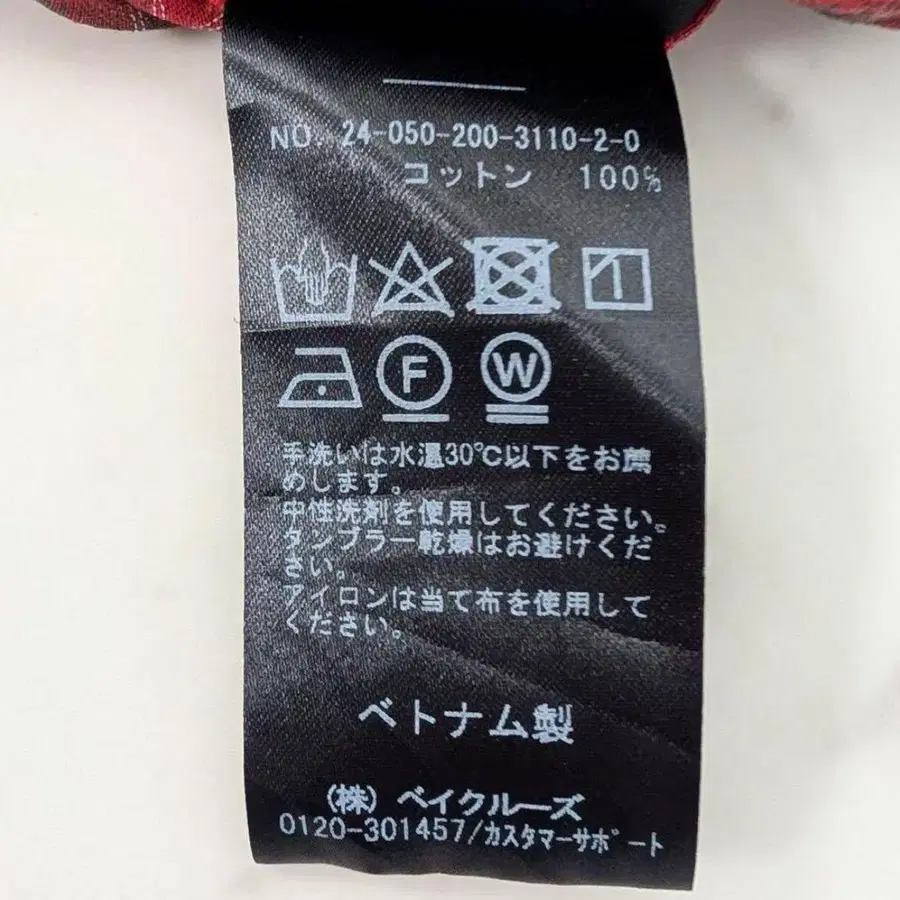 NO. 24-050-200-3110-2-0
コットン 100%
F W
手洗いは水温30℃以下をお薦
めします。
中性洗剤を使用してください。
タンブラー乾燥はお避けくだ
さい。
アイロンは当て布を使用して
ください。
ベトナム製
(株) ベイクルーズ
0120-301457/カスタマーサポート